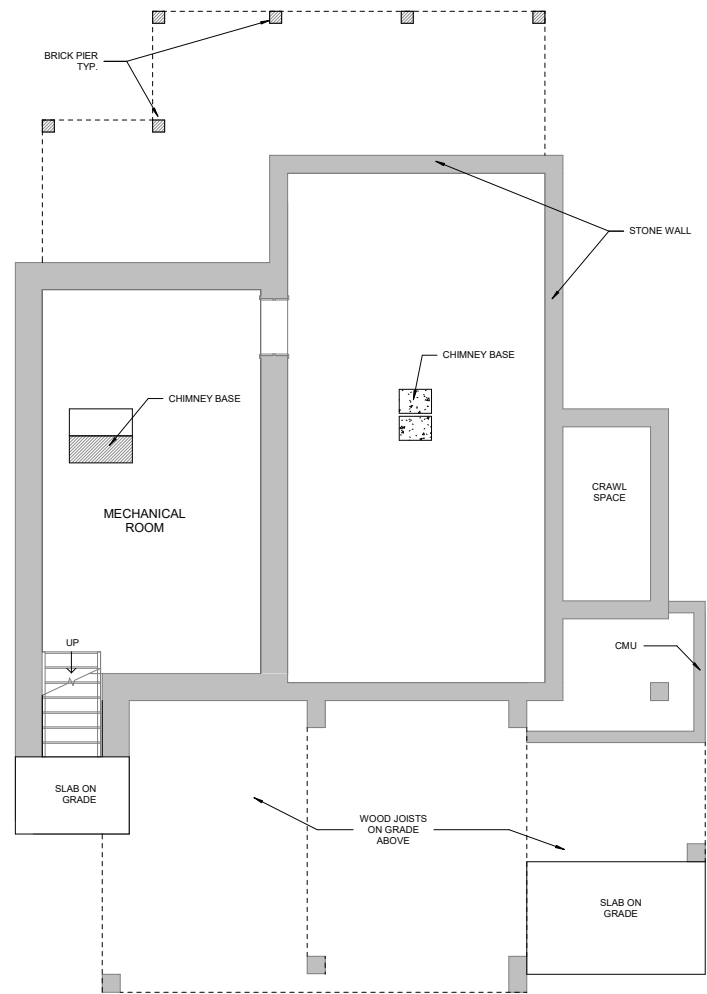 BRICK PIER
TYP.
STONE WALL
CHIMNEY BASE
CHIMNEY BASE
CRAWL
SPACE
MECHANICAL
ROOM
UP
CMU
SLAB ON
GRADE
WOOD JOISTS
ON GRADE
ABOVE
SLAB ON
GRADE